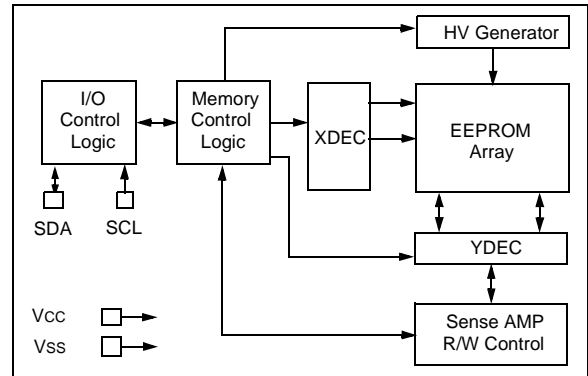 HV Generator
I/O
Control
Logic
Memory
Control
Logic
XDEC
EEPROM
Array
SDA
SCL
YDEC
VCC
VSS
Sense AMP
R/W Control